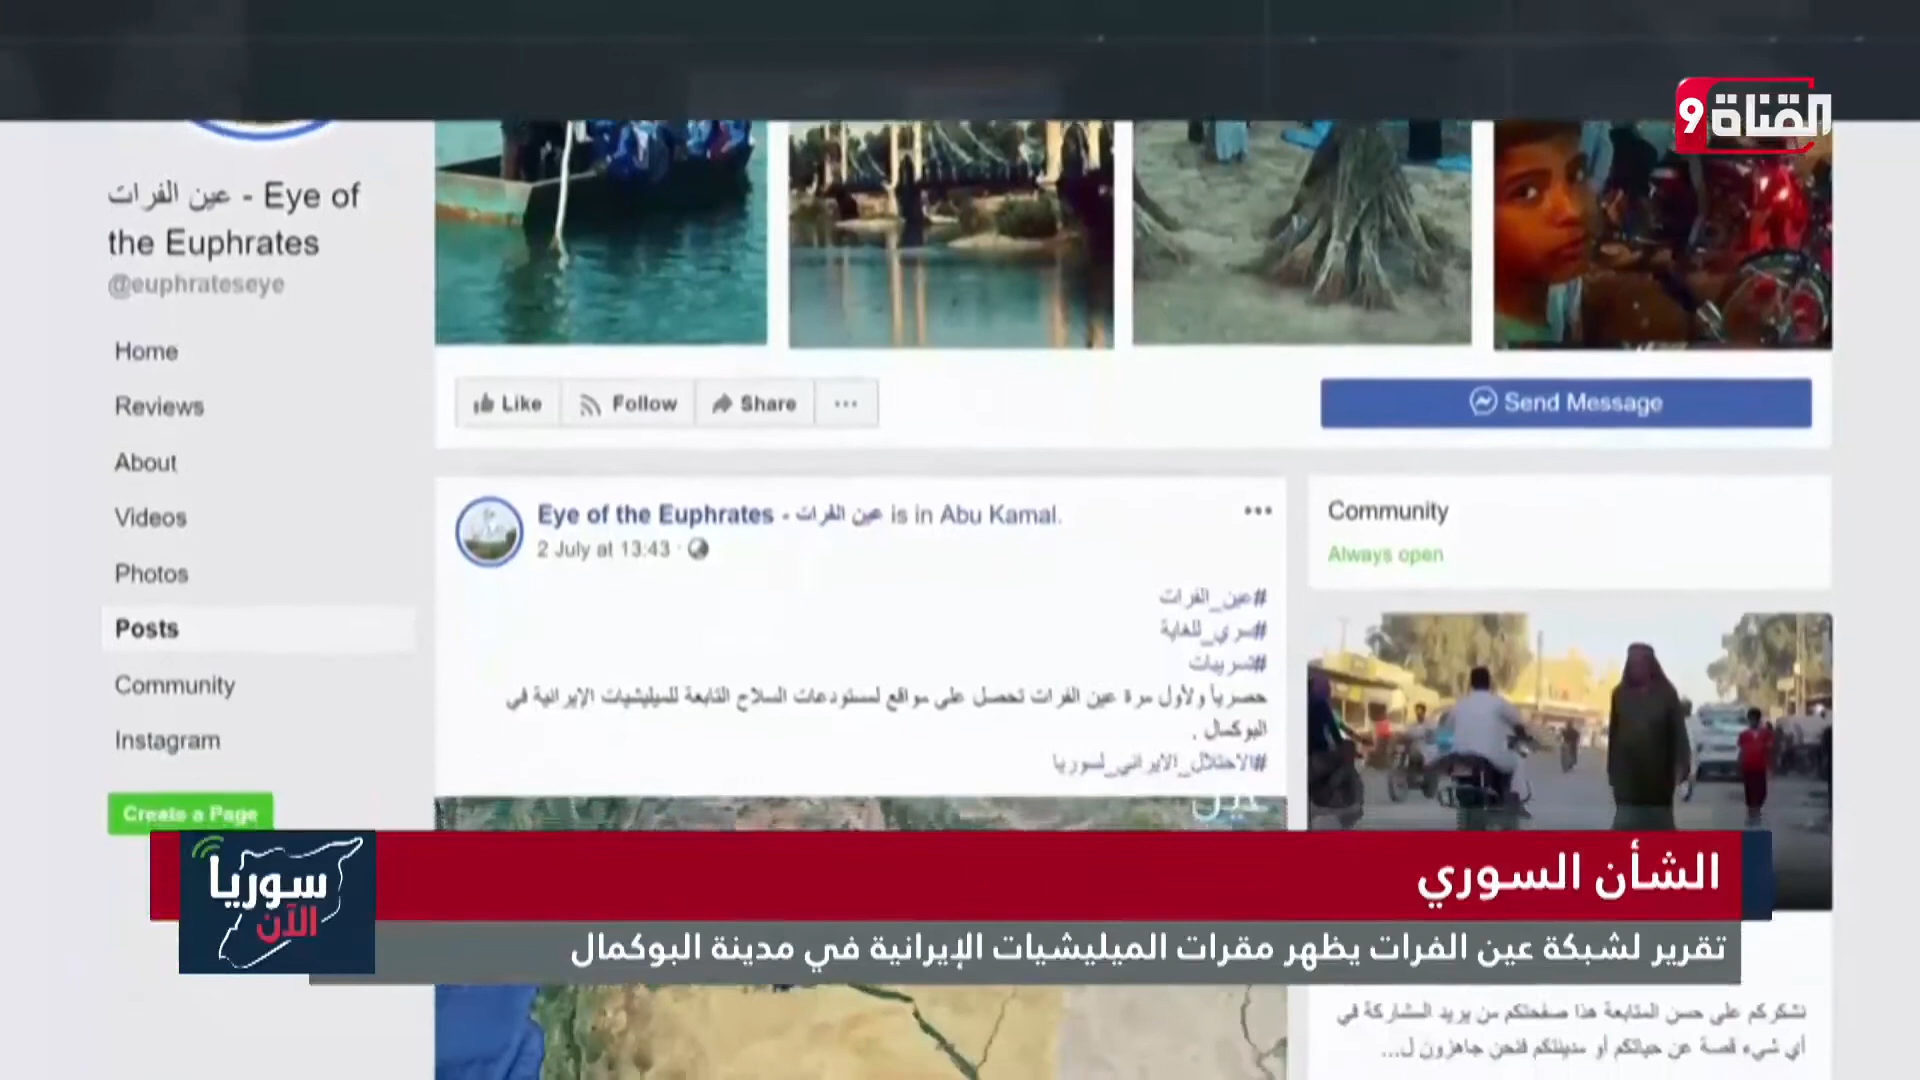 القناة 9
عين الفرات - Eye of
the Euphrates
@euphrateseye
Home
Reviews
About
Videos
Photos
Posts
Community
Instagram
Create a Page
Like
Follow
Share
Send Message
Eye of the Euphrates - عين الفرات is in Abu Kamal.
2 July at 13:43
#عين_الفرات
#سري_للغاية
#تسريبات
حصرياً ولأول مرة عين الفرات تحصل على مواقع لمستودعات السلاح التابعة للميليشيات الإيرانية في
البوكمال .
#الاحتلال_الايراني_لسوريا
عين
Community
Always open
سوريا
الآن
الشأن السوري
تقرير لشبكة عين الفرات يظهر مقرات الميليشيات الإيرانية في مدينة البوكمال
نشكركم على حسن المتابعة هذا صفحتكم من يريد المشاركة في
أي شيء قصة عن حياتكم أو مدينتكم فنحن جاهزون ل...